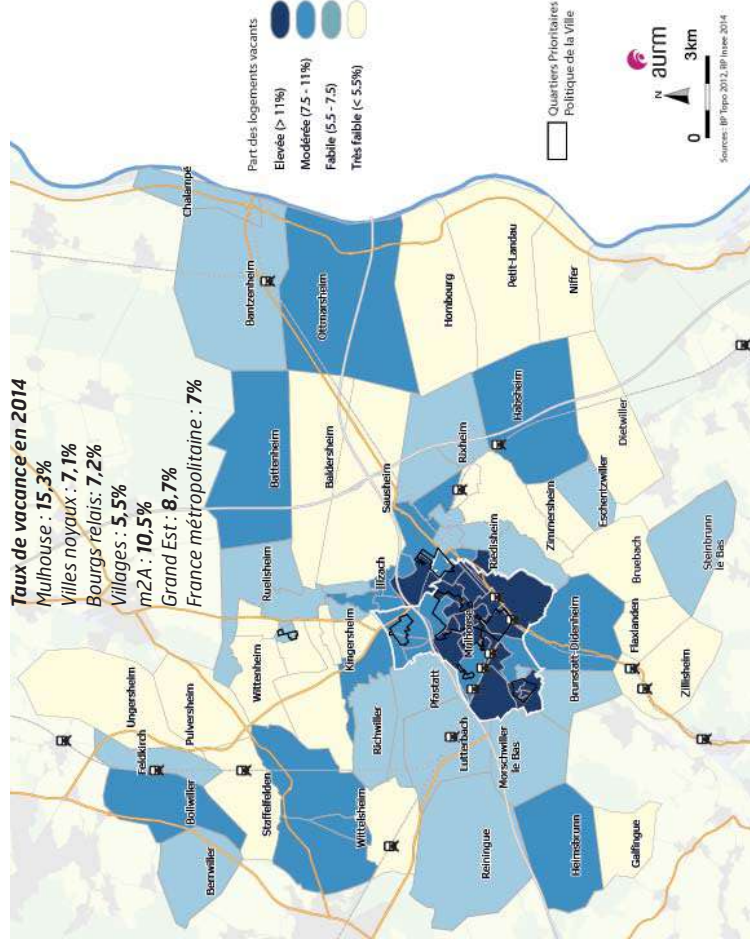 Taux de vacance en 2014
Mulhouse : 15,3%
Villes noyaux : 7,1%
Bourgs relais: 7,2%
Villages : 5,5%
m2A : 10,5%
Grand Est : 8,7%
France métropolitaine : 7%
Part des logements vacants
Elevée (> 11%)
Modérée (7.5 - 11%)
Fabile (5.5 - 7.5)
Très faible (< 5.5%)
Quartiers Prioritaires
Politique de la Ville
aurm
N
0
3km
Sources : BP Topo 2012, RP Insee 2014
Chalampé
Bantzenheim
Ottmarsheim
Hombourg
Petit-Landau
Niffer
Battenheim
Baldersheim
Sausheim
Rixheim
Habsheim
Dietwiller
Eschentzwiller
Zimmersheim
Ruelisheim
Illzach
Riedisheim
Bruebach
Steinbrunn
le Bas
Ungersheim
Pulversheim
Wittenheim
Kingersheim
Mulhouse
Brunstatt-Didenheim
Flaxlanden
Zillisheim
Feldkirch
Bollwiller
Staffelfelden
Richwiller
Pfastatt
Lutterbach
Morschwiller
le Bas
Berrwiller
Wittelsheim
Reiningue
Heimsbrunn
Galfingue